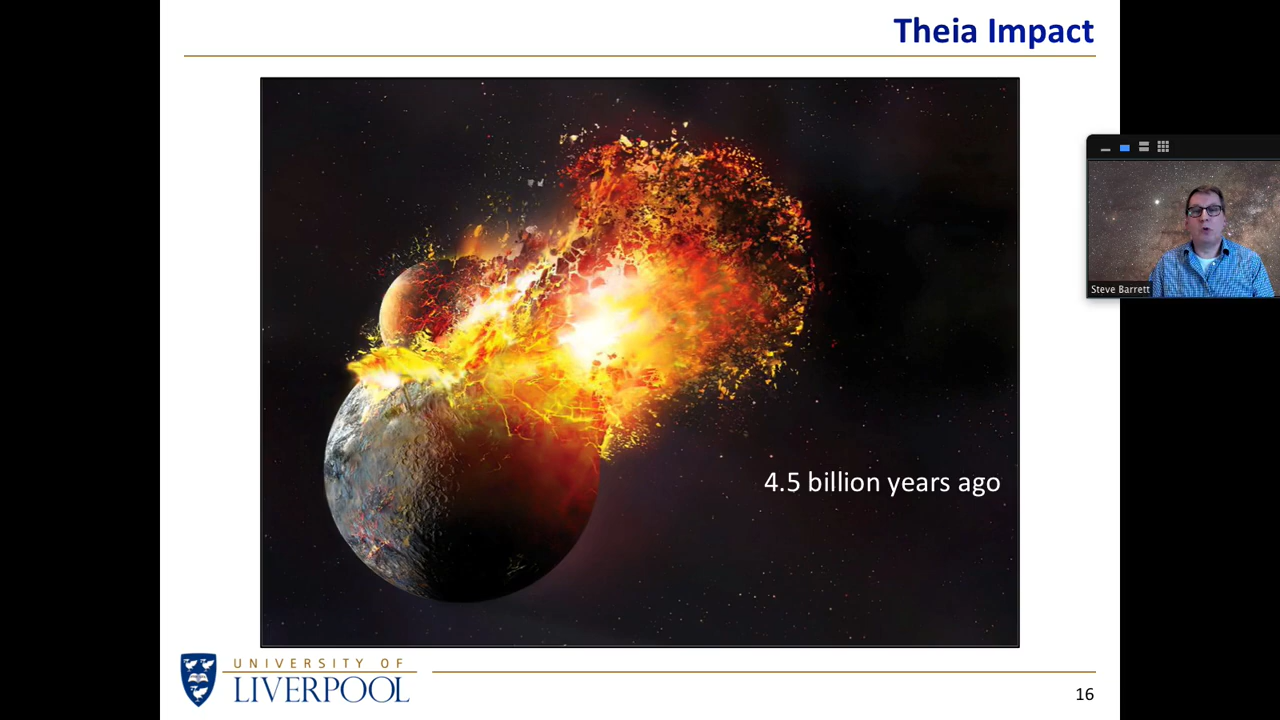 Theia Impact
Steve Barrett
4.5 billion years ago
UNIVERSITY OF
LIVERPOOL
16